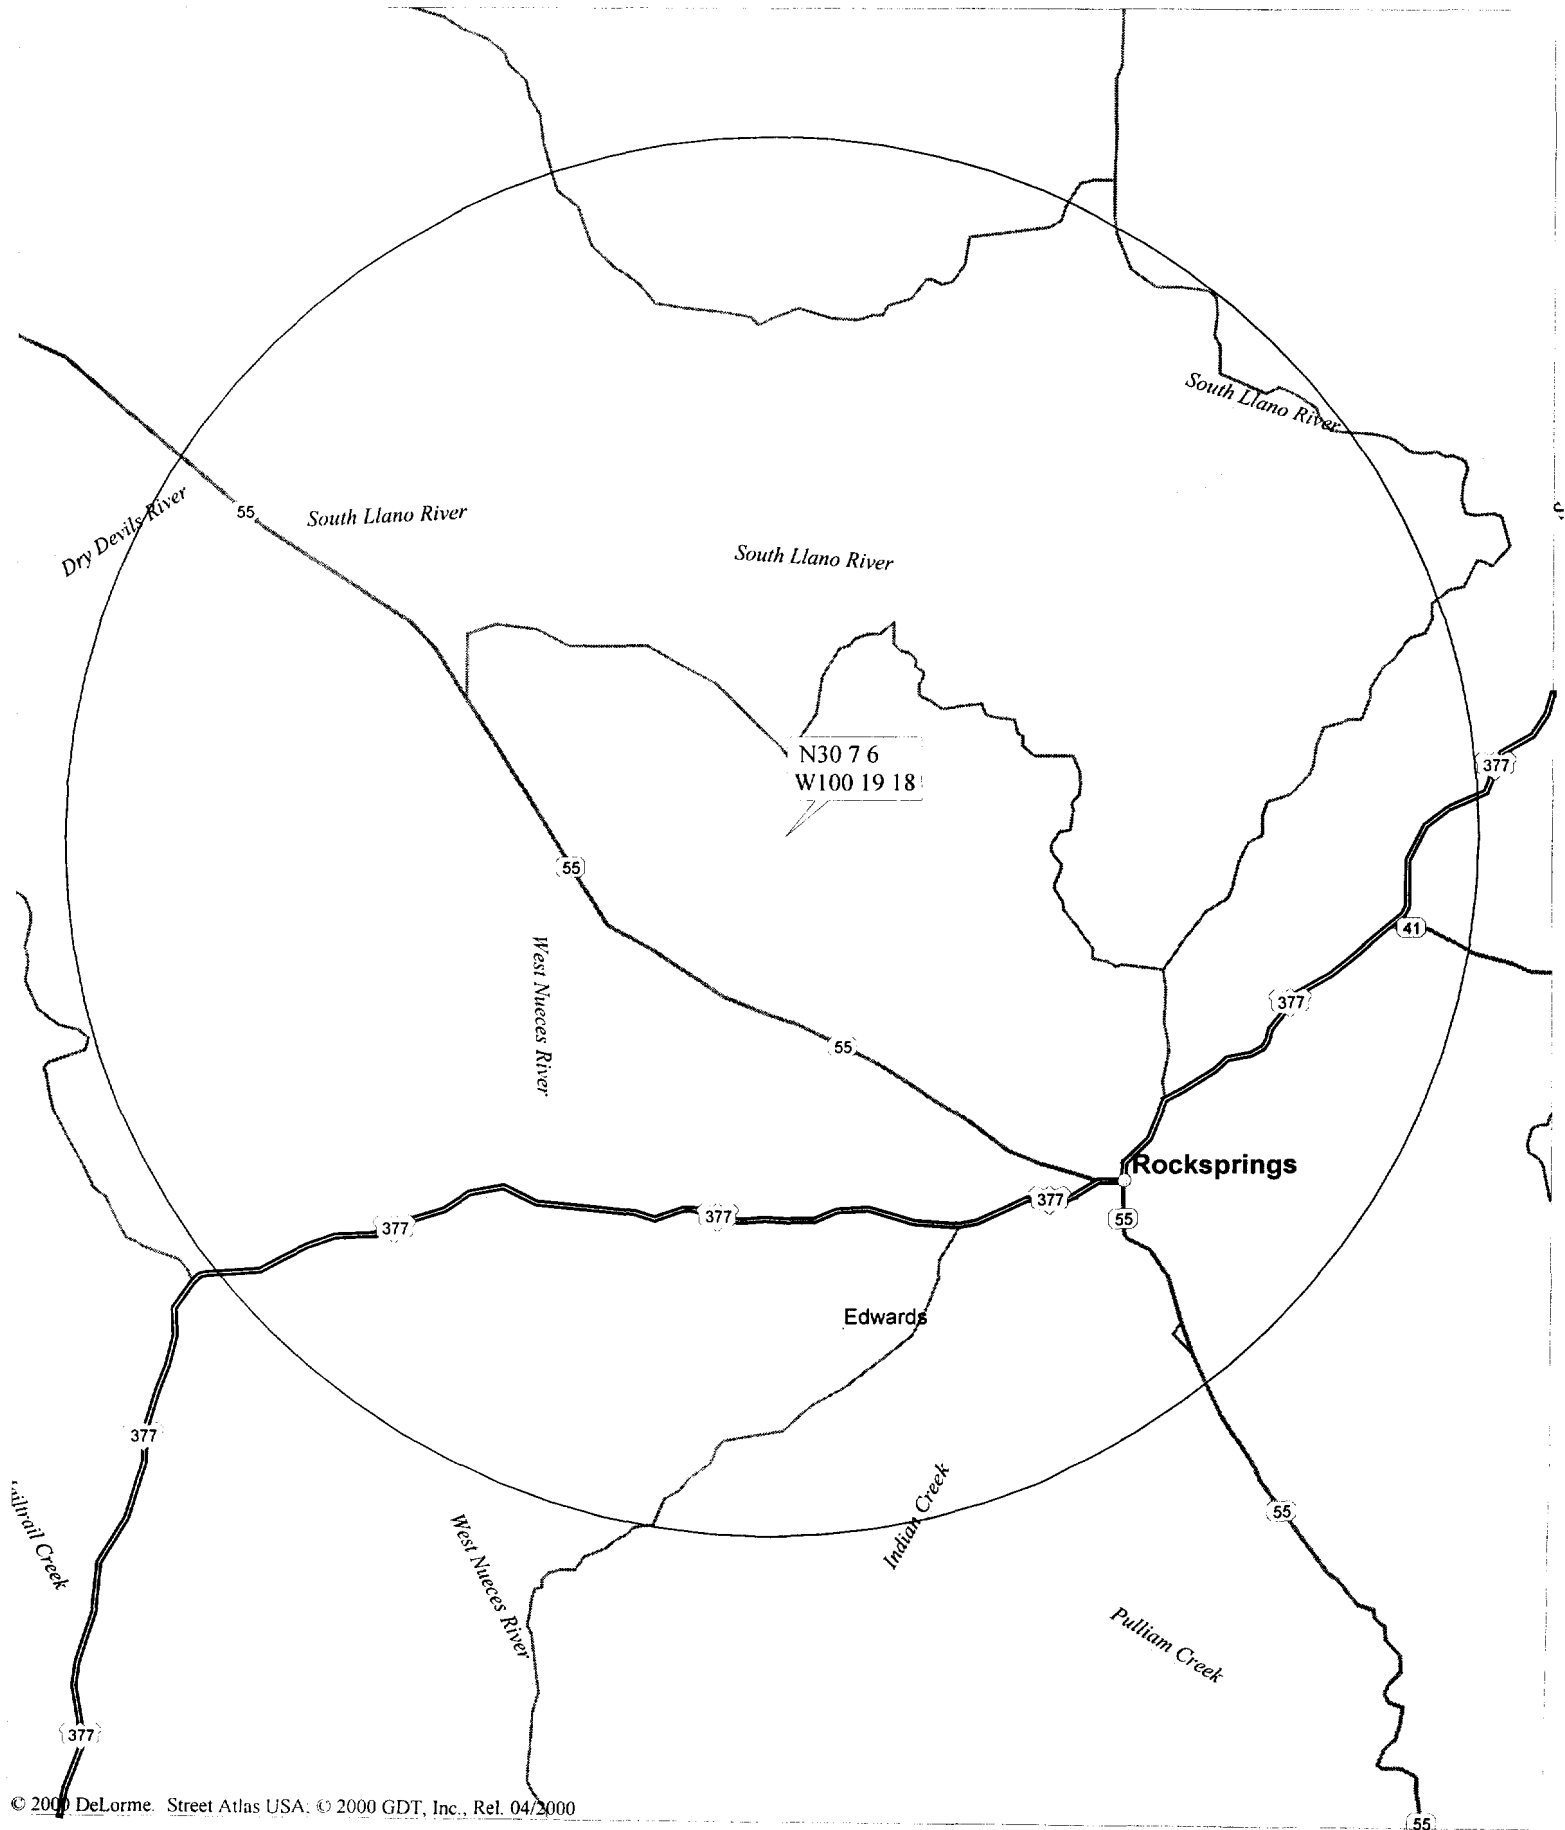 South Llano River
Dry Devils River
55
South Llano River
South Llano River
N30 7 6
W100 19 18
377
55
41
West Nueces River
377
55
Rocksprings
377
377
377
55
Edwards
377
Indian Creek
55
Creek
West Nueces River
Pulliam Creek
377
© 2000 DeLorme. Street Atlas USA; © 2000 GDT, Inc., Rel. 04/2000
55